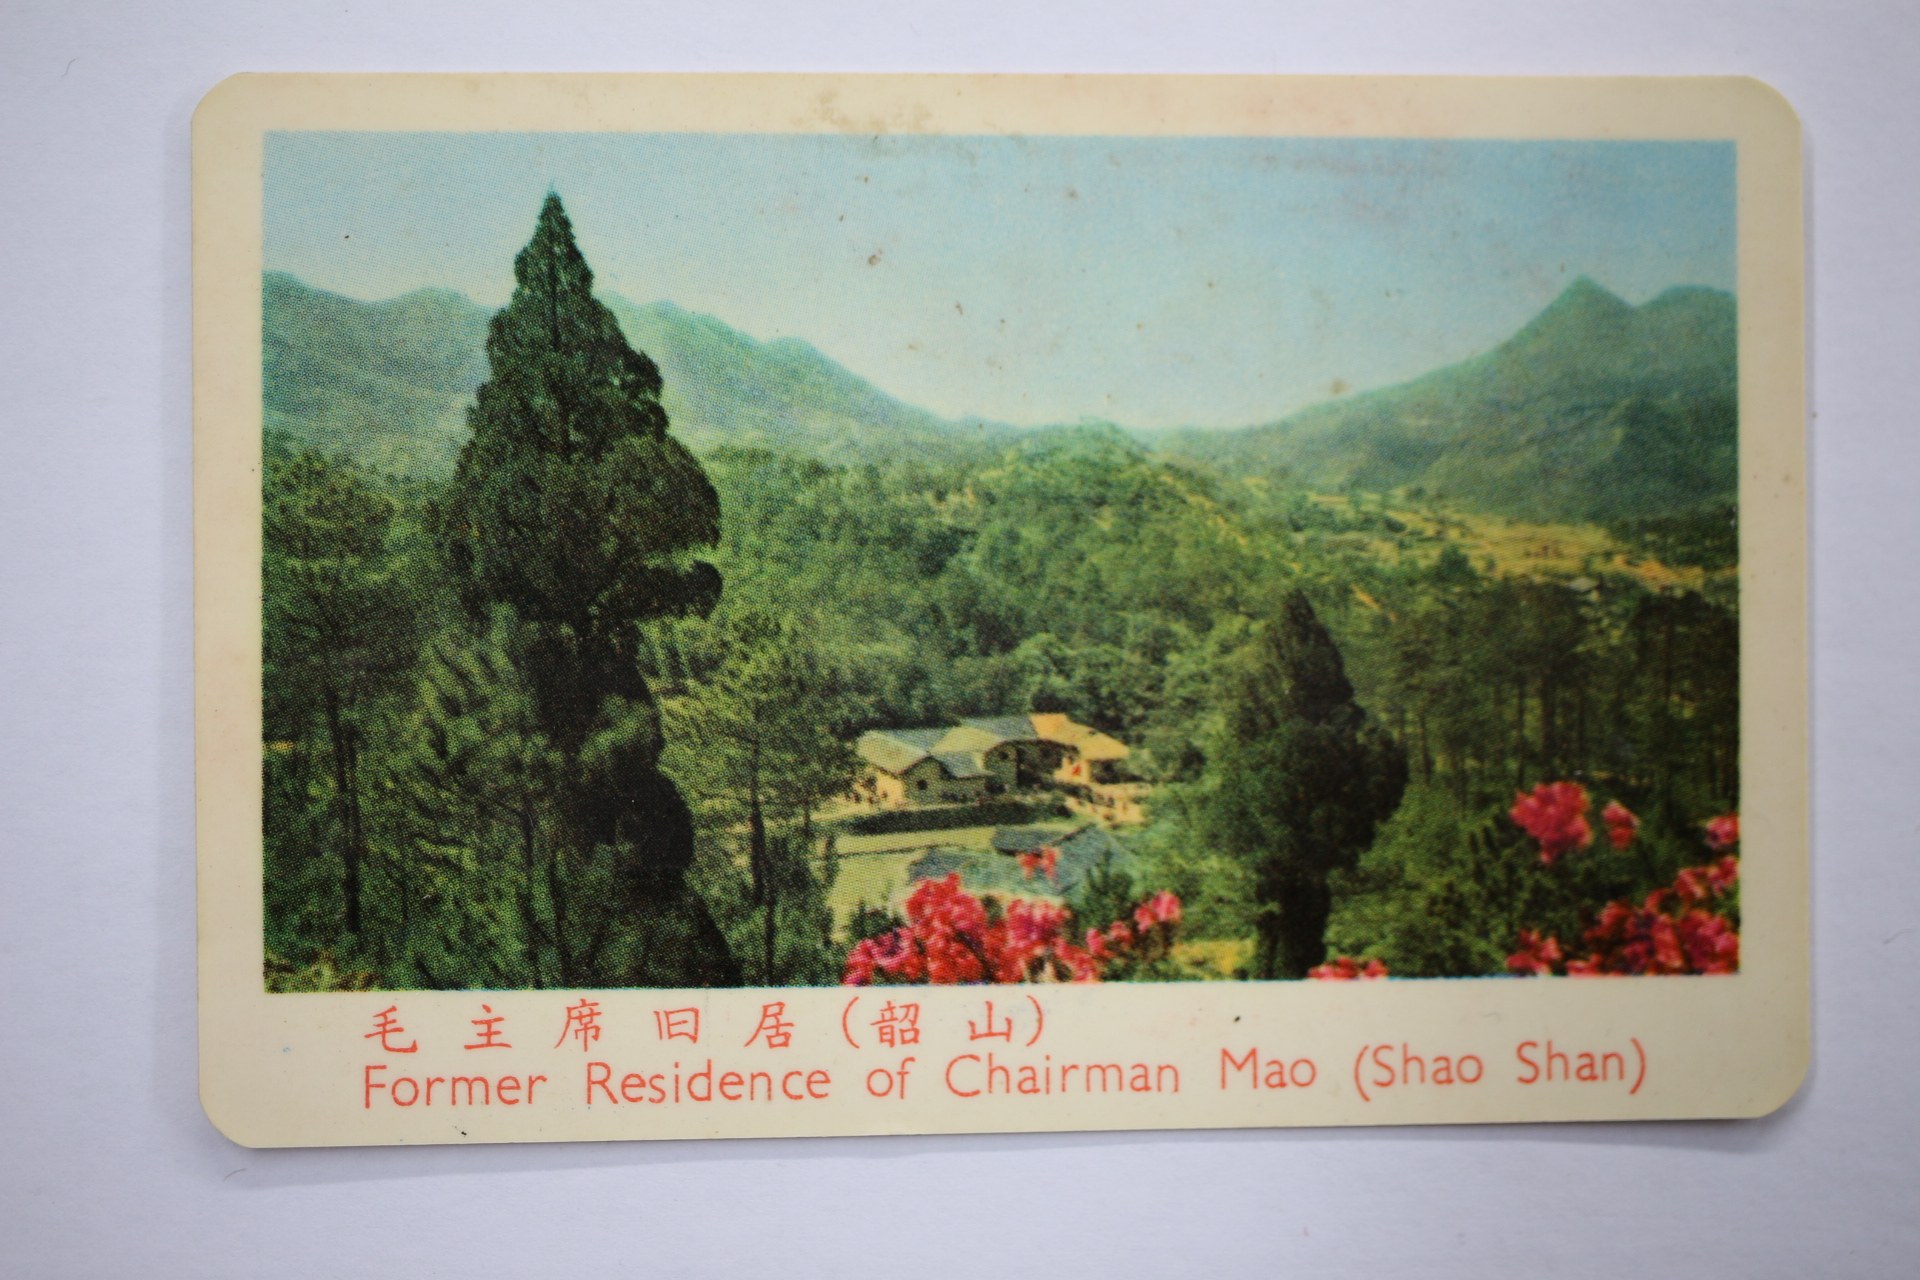 毛主席旧居(韶山)
Former Residence of Chairman Mao (Shao Shan)